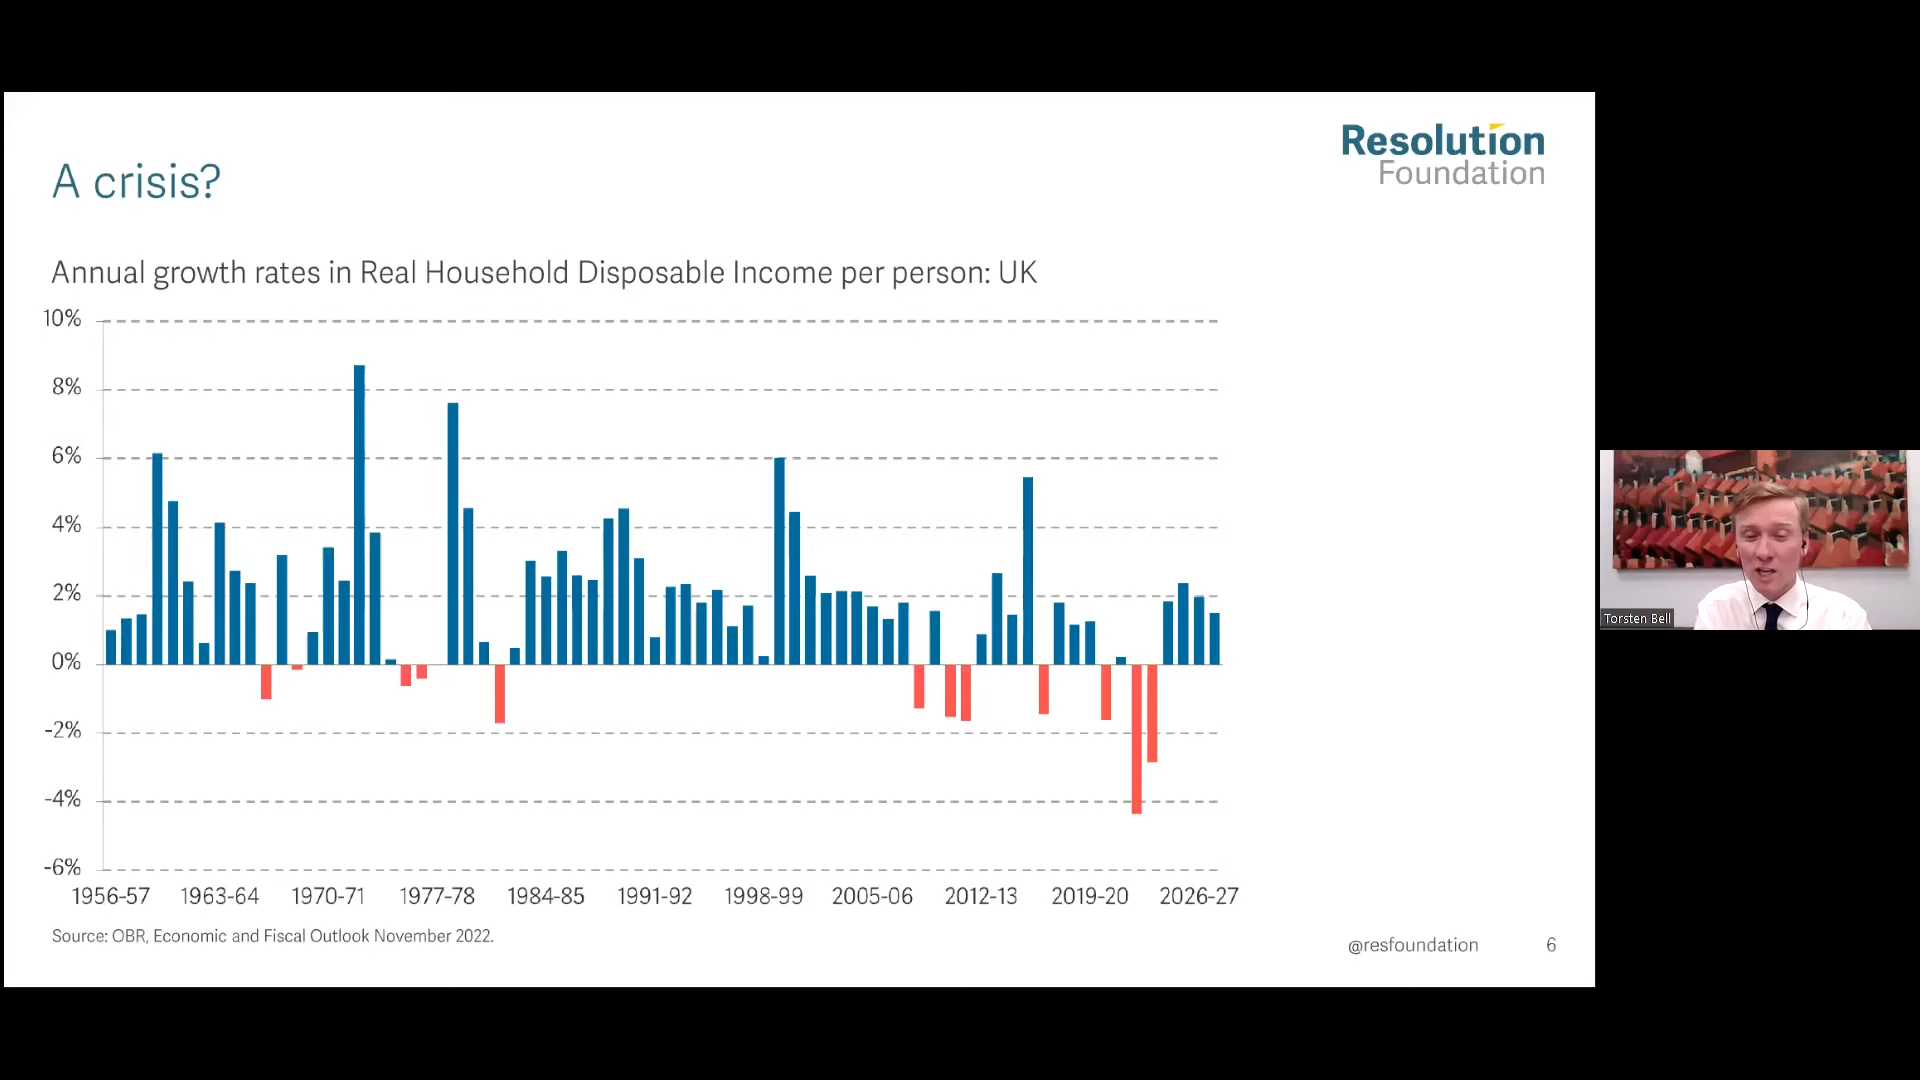 Resolution
Foundation
A crisis?
Annual growth rates in Real Household Disposable Income per person: UK
10%
8%
6%
4%
2%
0%
-2%
-4%
-6%
1956-57 1963-64 1970-71 1977-78 1984-85 1991-92 1998-99 2005-06 2012-13 2019-20 2026-27
Source: OBR, Economic and Fiscal Outlook November 2022.
@resfoundation 6
Torsten Bell